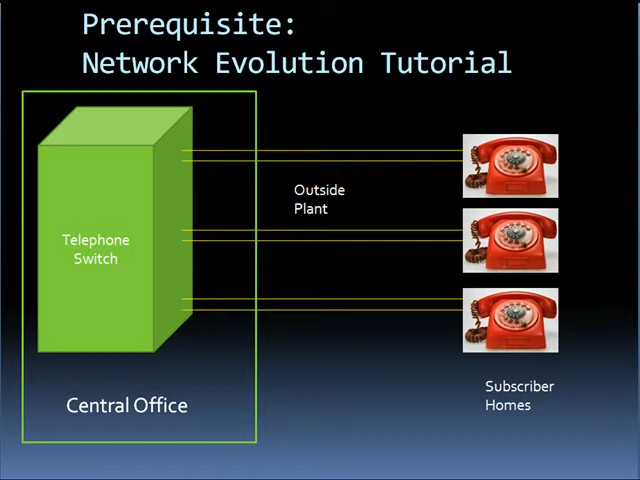 Prerequisite:
Network Evolution Tutorial
Outside
Plant
Telephone
Switch
Subscriber
Homes
Central Office